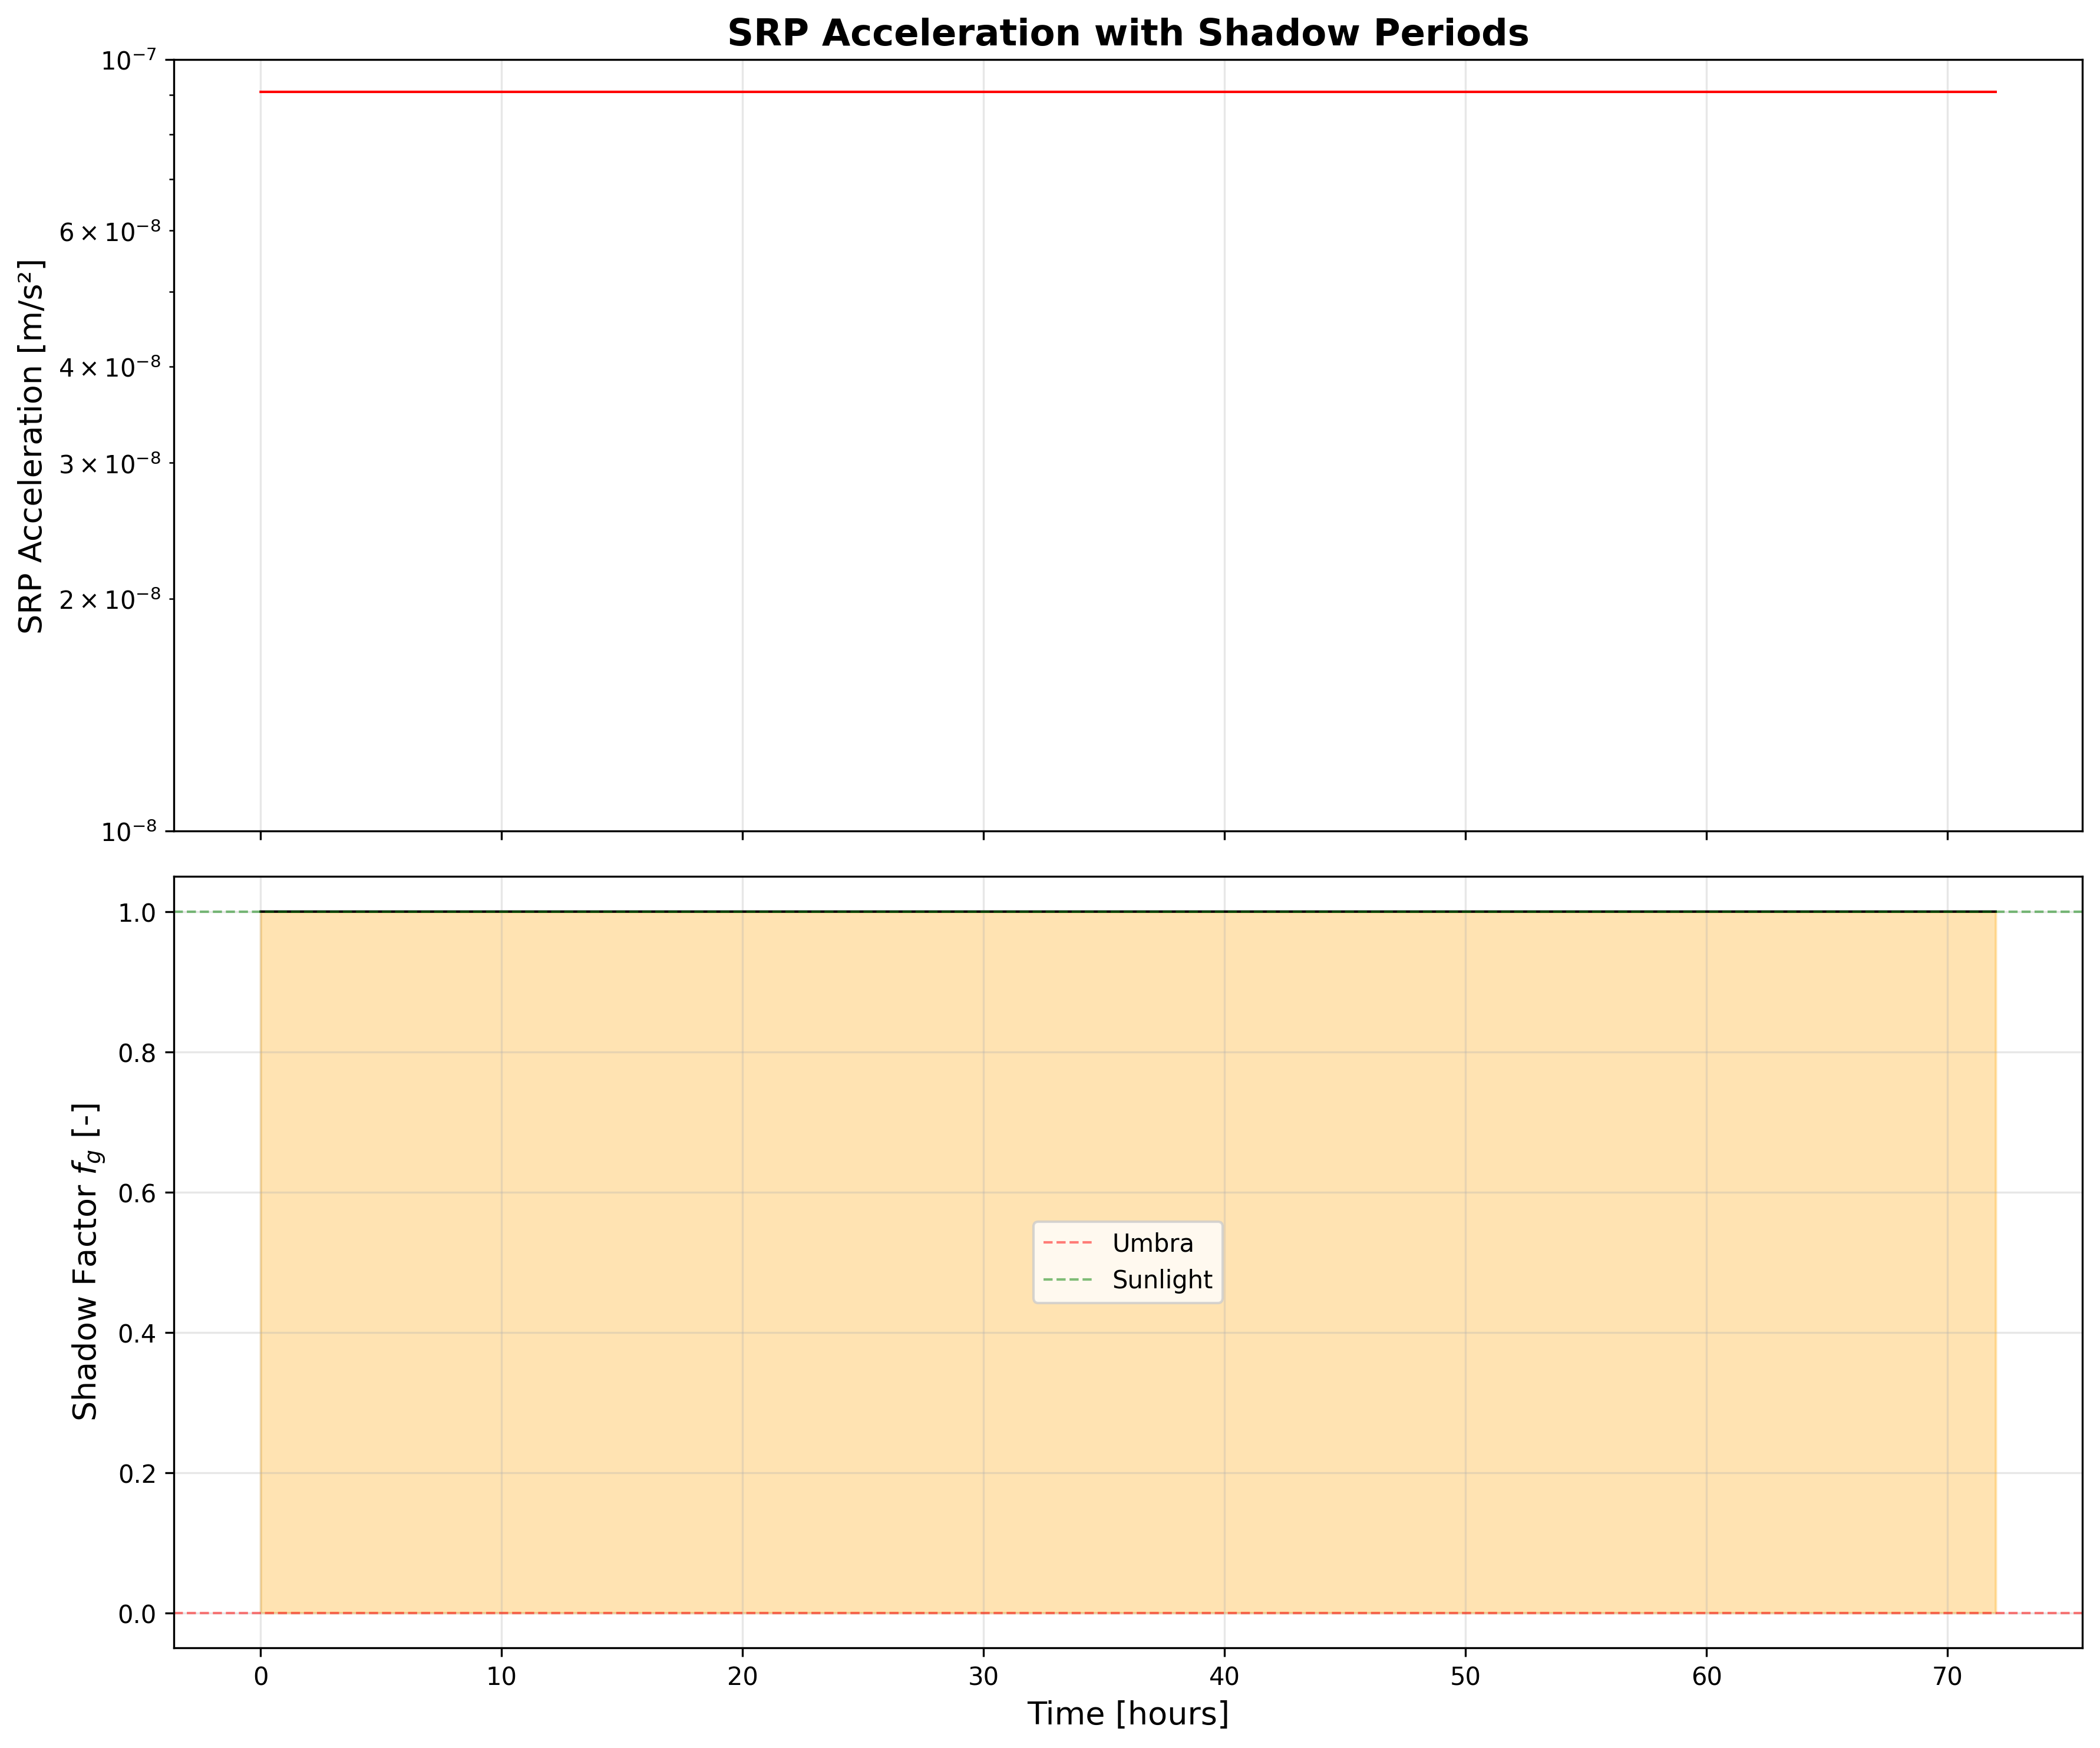 SRP Acceleration with Shadow Periods
SRP Acceleration [m/s²]
10⁻⁷
6×10⁻⁸
4×10⁻⁸
3×10⁻⁸
2×10⁻⁸
10⁻⁸
Shadow Factor f_g [-]
1.0
0.8
0.6
0.4
0.2
0.0
Umbra
Sunlight
0 10 20 30 40 50 60 70
Time [hours]